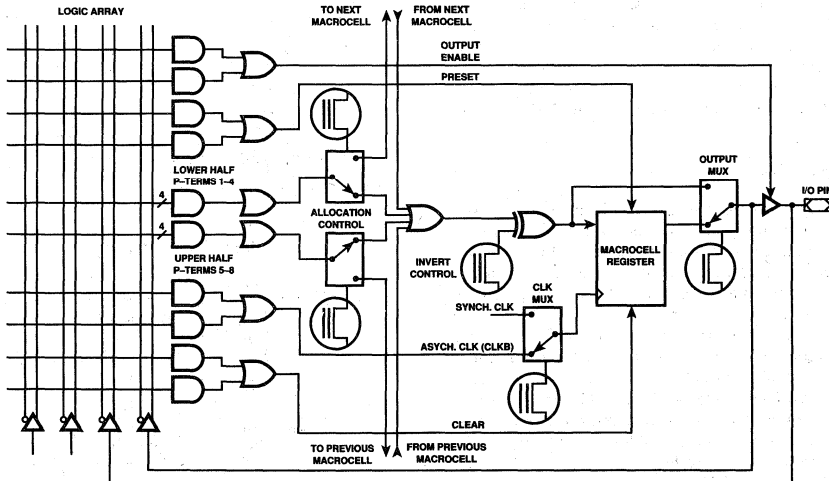 LOGIC ARRAY
TO NEXT
MACROCELL
FROM NEXT
MACROCELL
OUTPUT
ENABLE
PRESET
LOWER HALF
P-TERMS 1-4
4
4
UPPER HALF
P-TERMS 5-8
ALLOCATION
CONTROL
INVERT
CONTROL
CLK
MUX
SYNCH. CLK
ASYCH. CLK (CLKB)
MACROCELL
REGISTER
OUTPUT
MUX
I/O PIN
CLEAR
TO PREVIOUS
MACROCELL
FROM PREVIOUS
MACROCELL